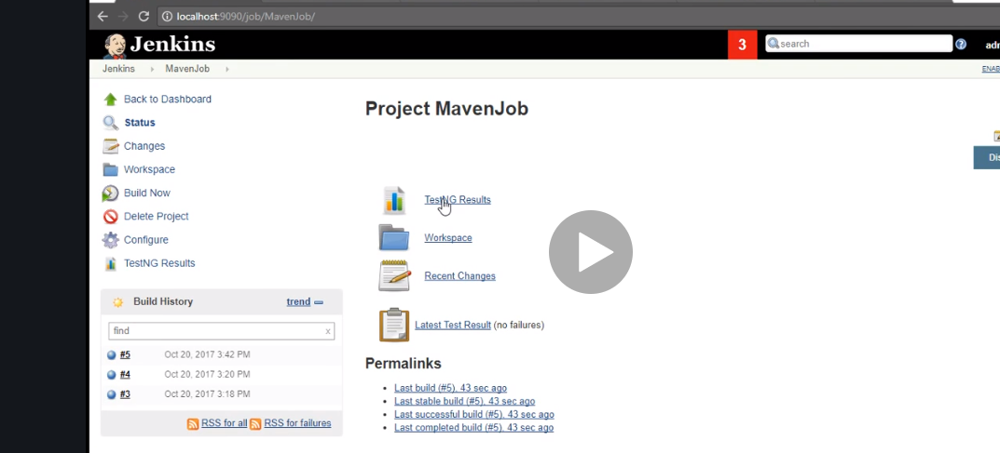 localhost:9090/job/MavenJob/
Jenkins
3
search
Jenkins
MavenJob
Back to Dashboard
Status
Changes
Workspace
Build Now
Delete Project
Configure
TestNG Results
Build History
trend
find
x
#5 Oct 20, 2017 3:42 PM
#4 Oct 20, 2017 3:20 PM
#3 Oct 20, 2017 3:18 PM
RSS for all RSS for failures
Project MavenJob
TestNG Results
Workspace
Recent Changes
Latest Test Result (no failures)
Permalinks
Last build (#5), 43 sec ago
Last stable build (#5), 43 sec ago
Last successful build (#5), 43 sec ago
Last completed build (#5), 43 sec ago